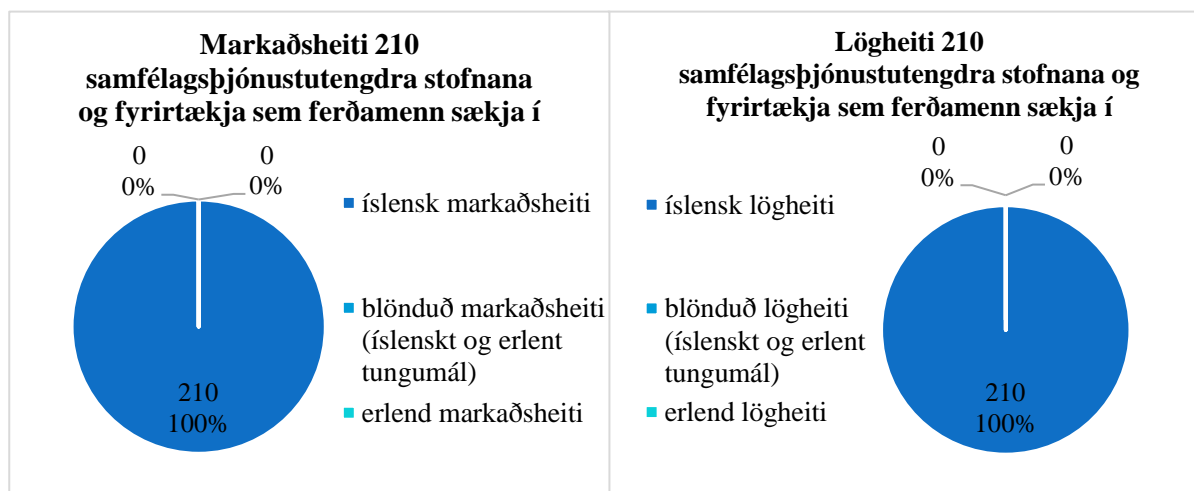 Markaðsheiti 210
samfélagsþjónustutengdra stofnana
og fyrirtækja sem ferðamenn sækja í
0
0%
0
0%
210
100%
íslensk markaðsheiti
blönduð markaðsheiti
(íslenskt og erlent
tungumál)
erlend markaðsheiti
Lögheiti 210
samfélagsþjónustutengdra stofnana og
fyrirtækja sem ferðamenn sækja í
0
0%
0
0%
210
100%
íslensk lögheiti
blönduð lögheiti
(íslenskt og erlent
tungumál)
erlend lögheiti